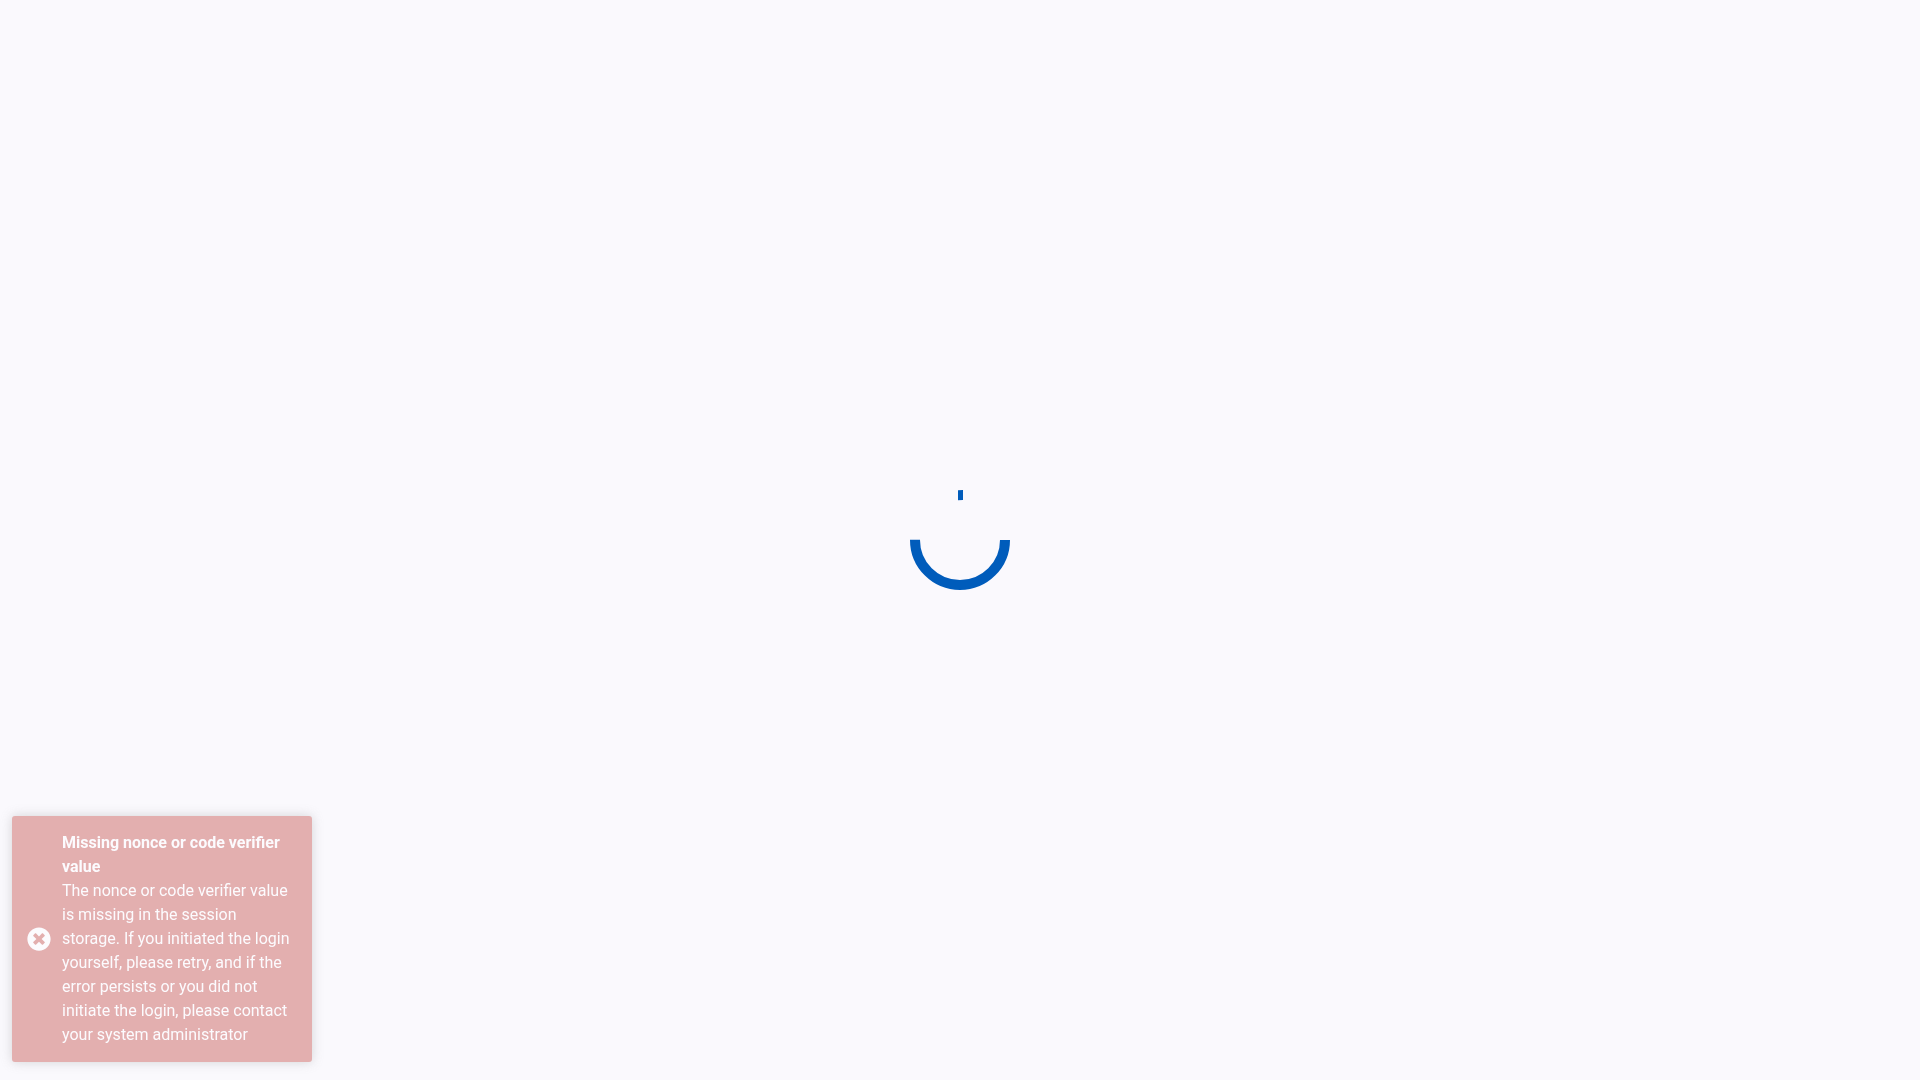 Missing nonce or code verifier
value
The nonce or code verifier value
is missing in the session
storage. If you initiated the login
yourself, please retry, and if the
error persists or you did not
initiate the login, please contact
your system administrator